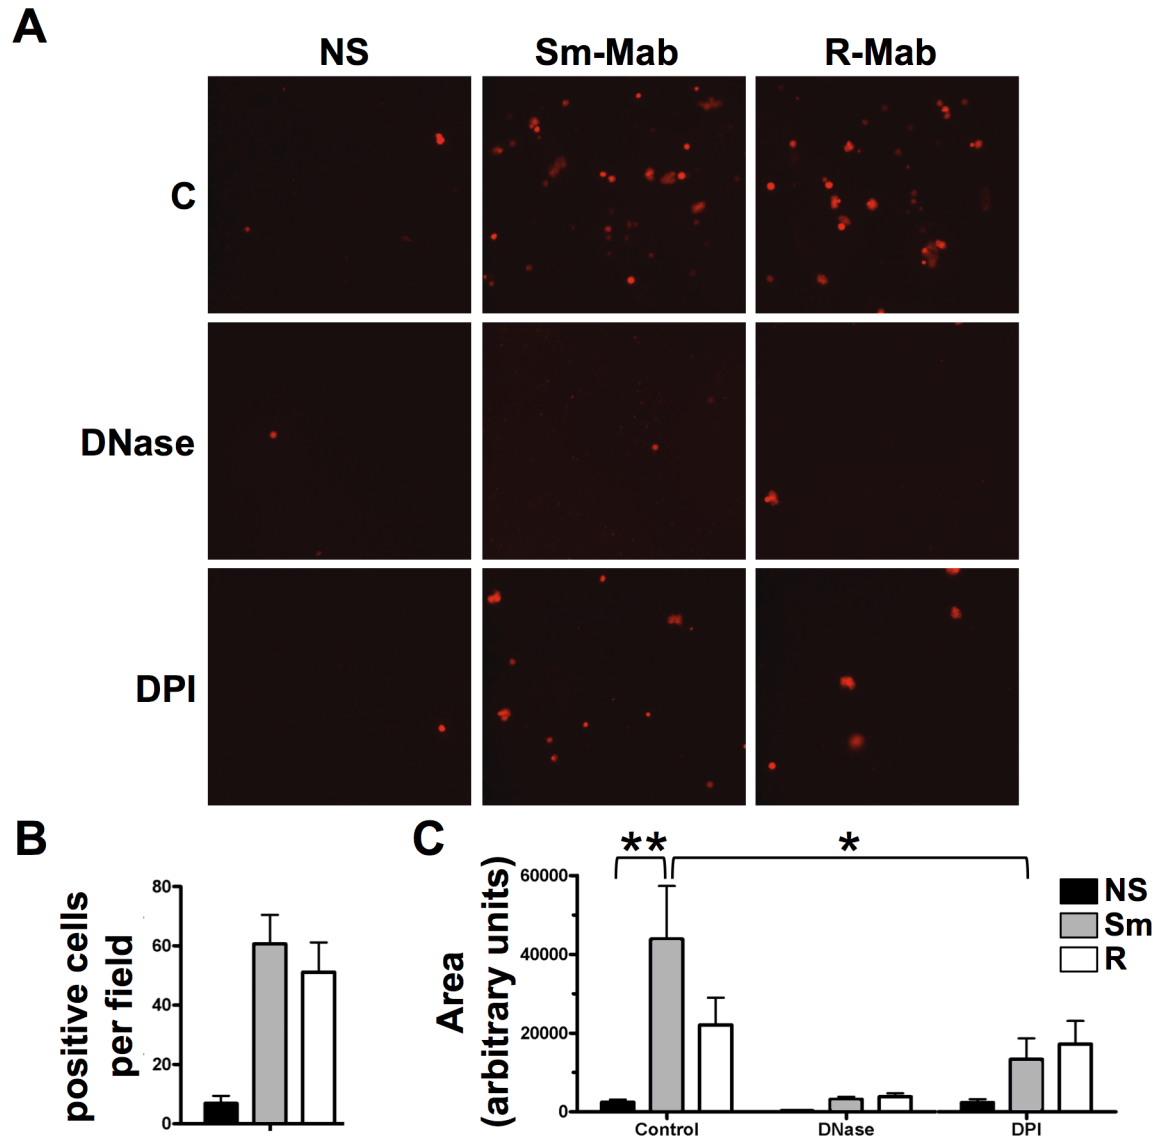 A
NS Sm-Mab R-Mab
C
DNase
DPI
B
positive cells
per field
80
60
40
20
0
C
Area
(arbitrary units)
60000
40000
20000
0
** *
Control DNase DPI
NS
Sm
R